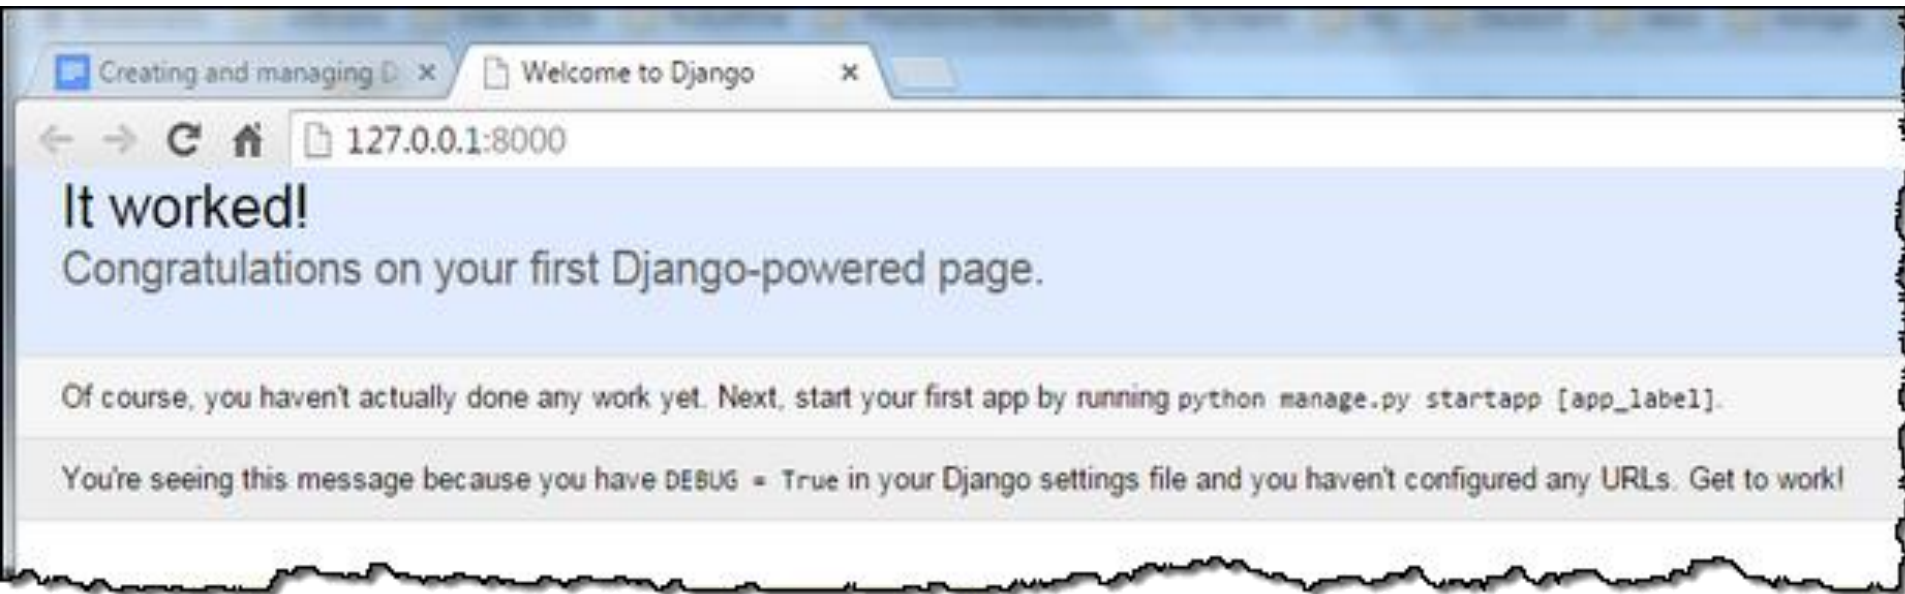 Creating and managing D
Welcome to Django
127.0.0.1:8000
It worked!
Congratulations on your first Django-powered page.
Of course, you haven't actually done any work yet. Next, start your first app by running python manage.py startapp [app_label].
You're seeing this message because you have DEBUG = True in your Django settings file and you haven't configured any URLs. Get to work!